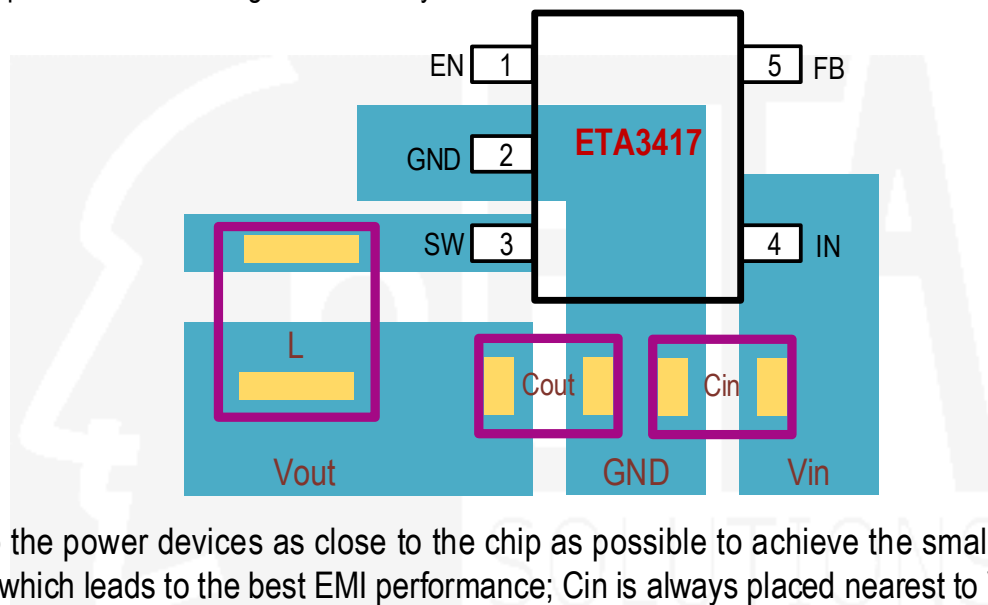 EN 1
5 FB
ETA3417
GND 2
SW 3
4 IN
L
Cout
Cin
Vout
GND
Vin
the power devices as close to the chip as possible to achieve the smal
which leads to the best EMI performance; Cin is always placed nearest to
SOLUTIONS